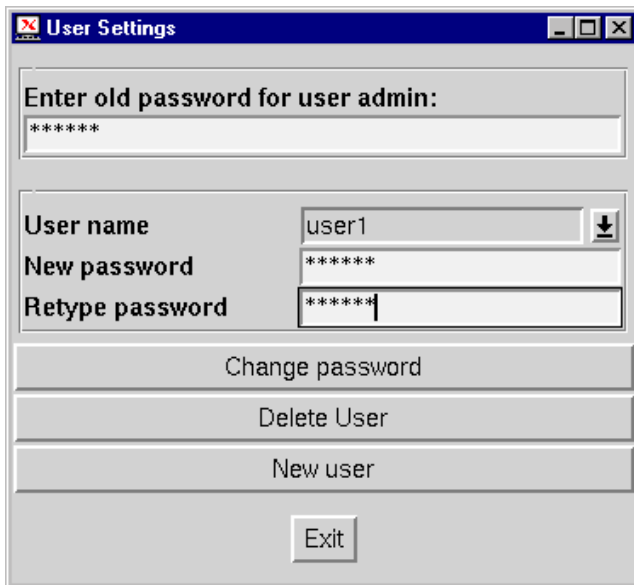 User Settings
Enter old password for user admin:
******
User name user1
New password ******
Retype password ******
Change password
Delete User
New user
Exit